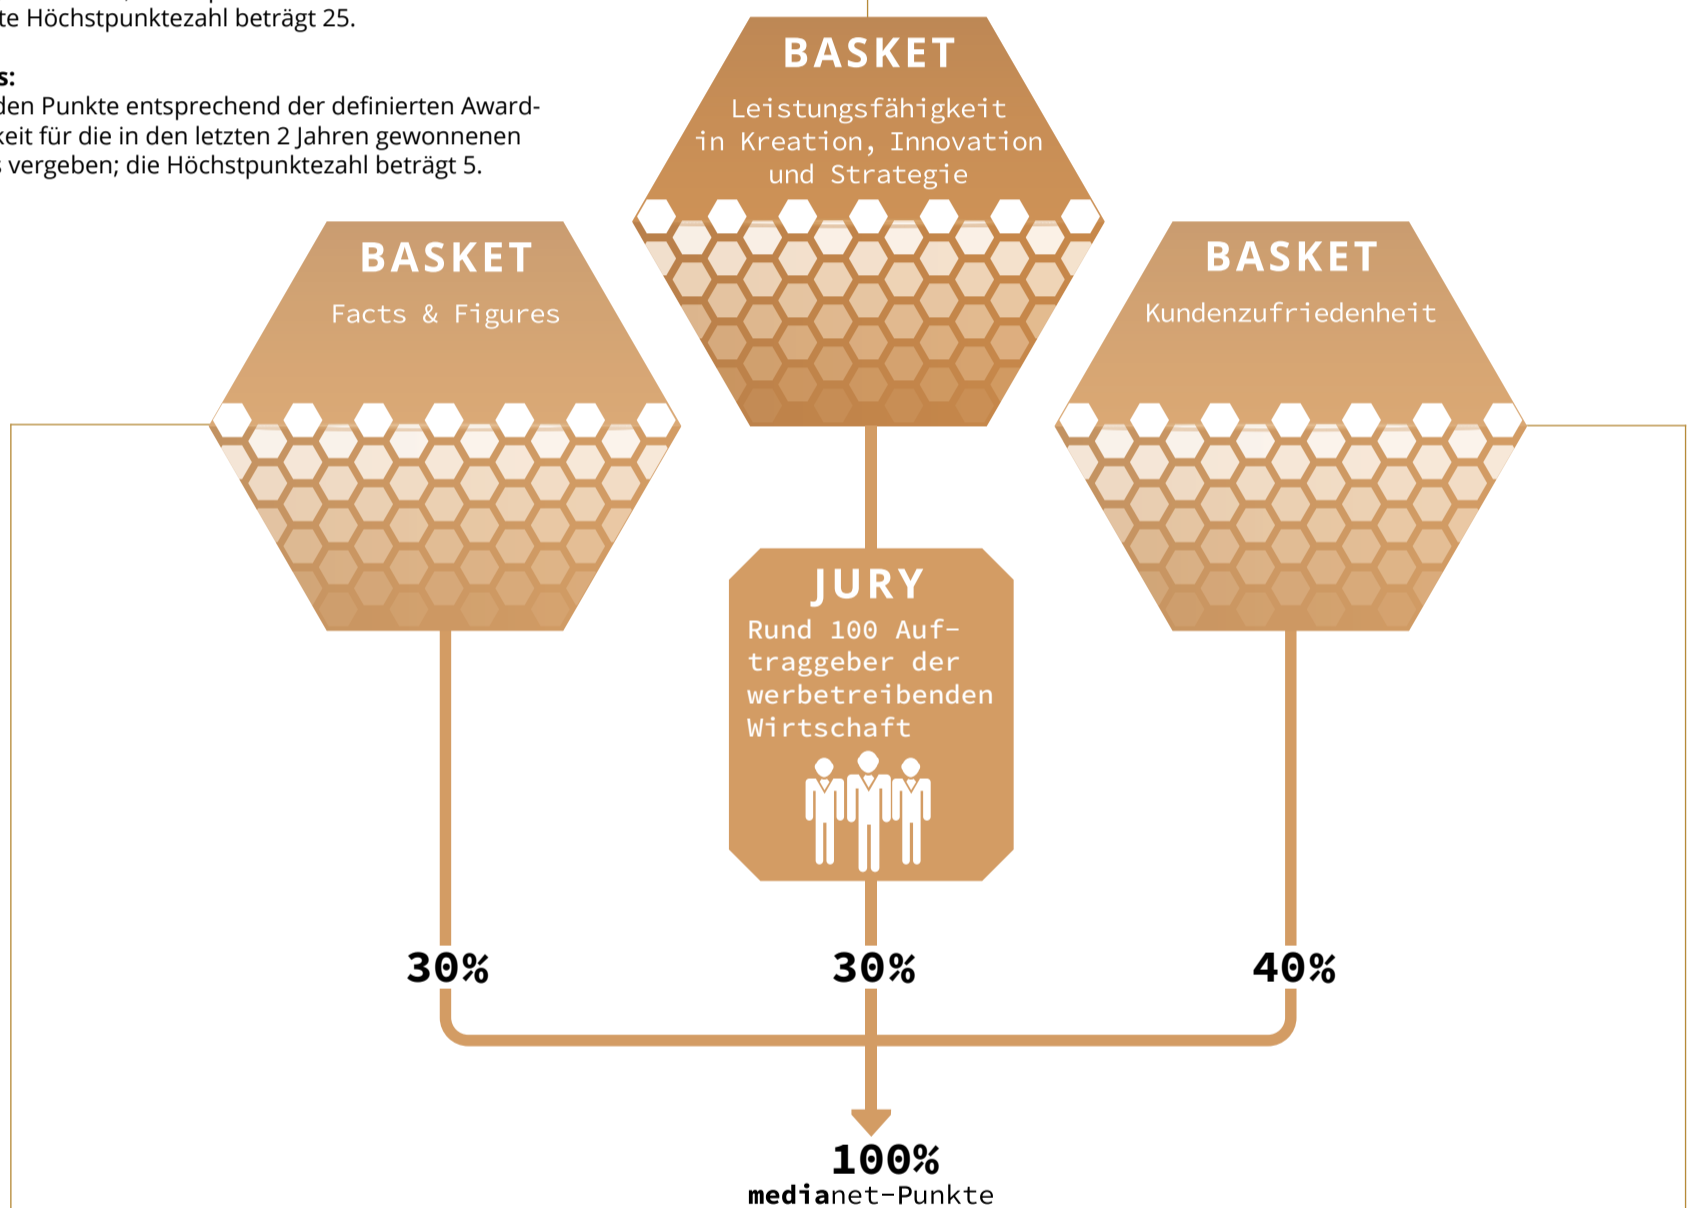 te Höchstpunktezahl beträgt 25.
s:
den Punkte entsprechend der definierten Award-
keit für die in den letzten 2 Jahren gewonnenen
s vergeben; die Höchstpunktezahl beträgt 5.
BASKET
Leistungsfähigkeit
in Kreation, Innovation
und Strategie
BASKET
Facts & Figures
BASKET
Kundenzufriedenheit
JURY
Rund 100 Auf-
traggeber der
werbetreibenden
Wirtschaft
30%
30%
40%
100%
medianet-Punkte